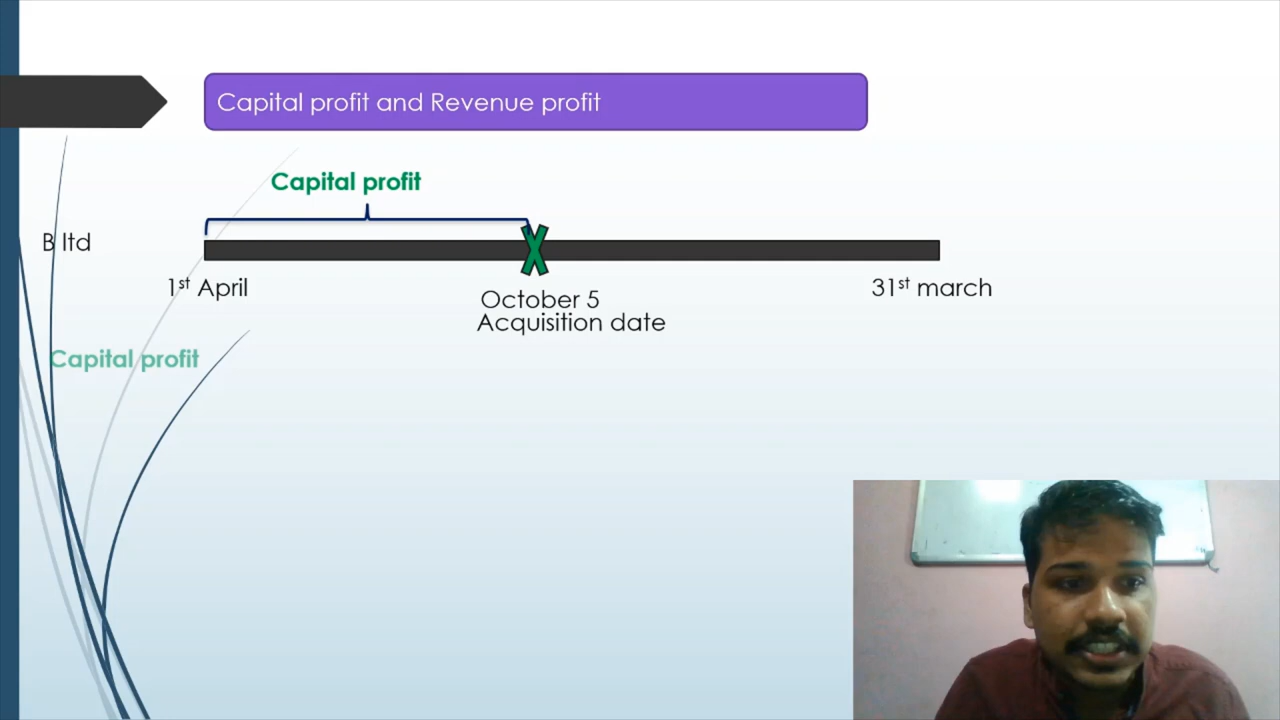 Capital profit and Revenue profit
Capital profit
B ltd
1st April
October 5
Acquisition date
31st march
Capital profit